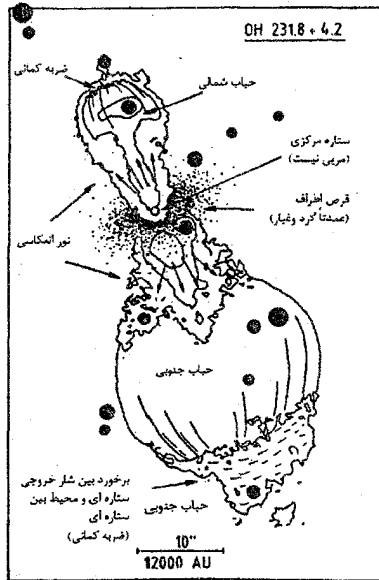 OH 231.8 + 4.2
ضربه کمانی
حباب شمالی
ستاره مرکزی
(مریی نیست)
قرص اطراف
(عمدتا گرد وغبار)
نور انعکاسی
حباب جنوبی
برخورد بین شار خروجی
ستاره ای و محیط بین
ستاره ای
(ضربه کمانی)
حباب جنوبی
10"
12000 AU